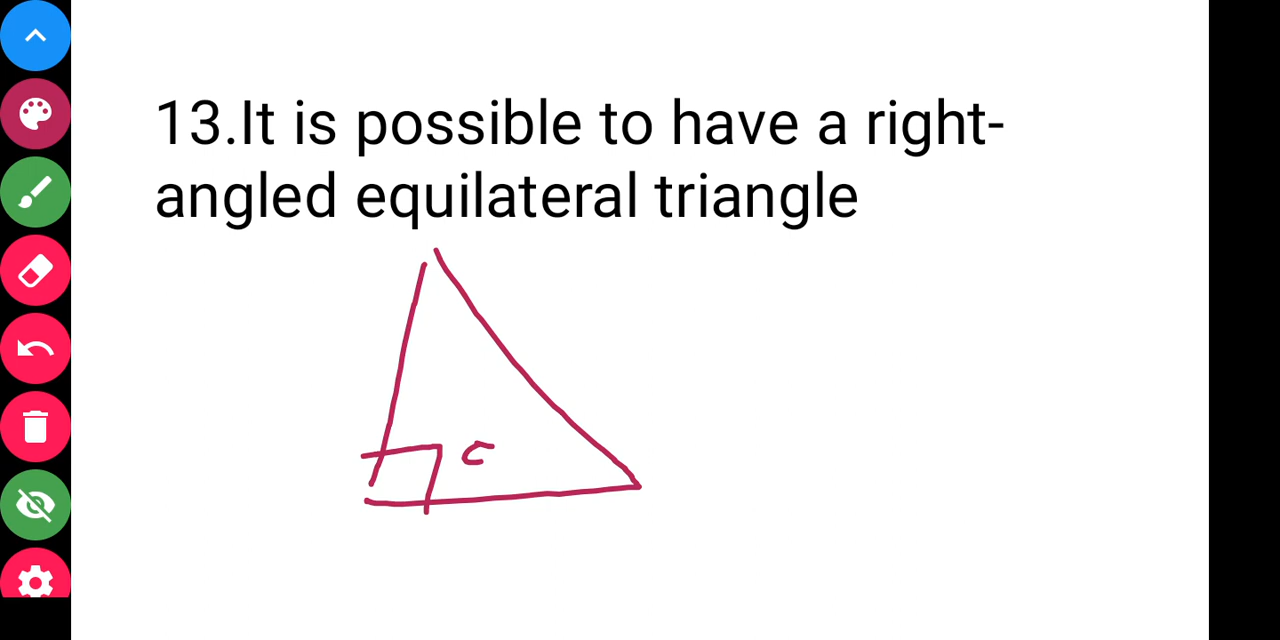 13.It is possible to have a right-
angled equilateral triangle